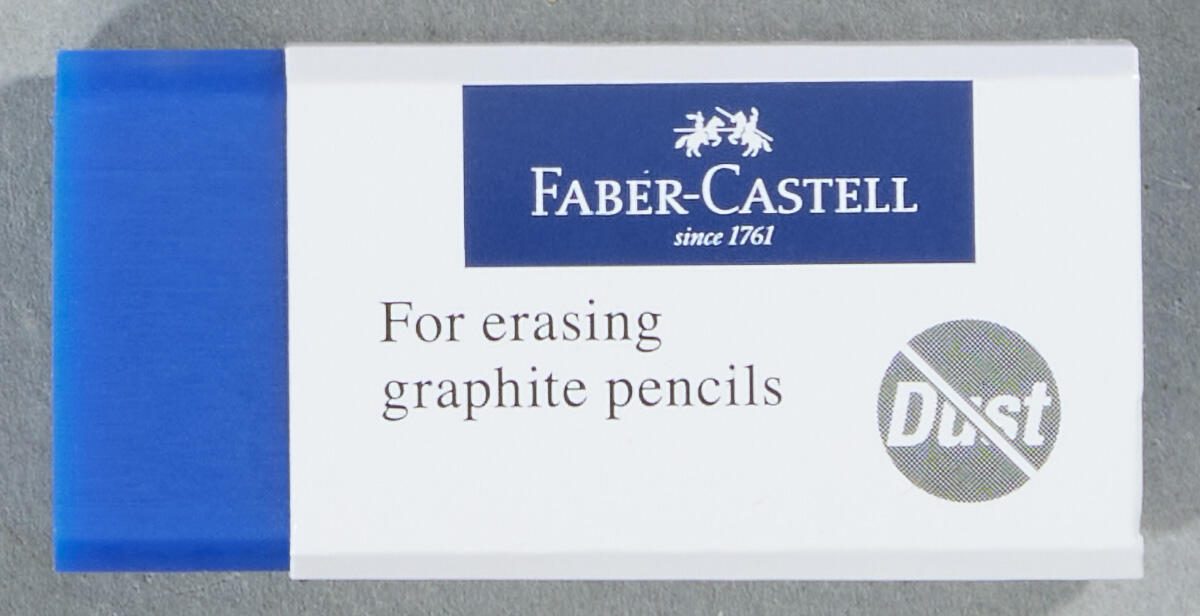 FABER-CASTELL
since 1761
For erasing
graphite pencils
Dust